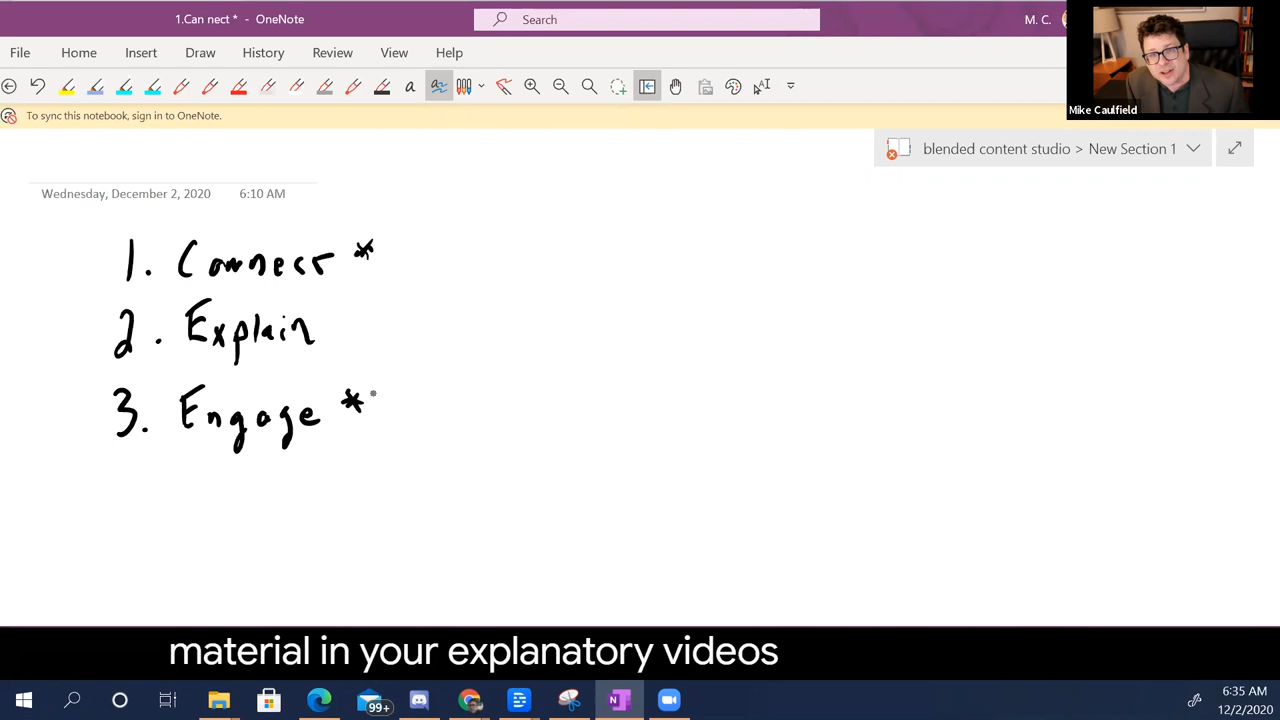 1.Can nect * - OneNote
Search
M. C.
File Home Insert Draw History Review View Help
Mike Caulfield
To sync this notebook, sign in to OneNote.
blended content studio > New Section 1
Wednesday, December 2, 2020 6:10 AM
1. Connect *
2. Explain
3. Engage *
material in your explanatory videos
99+
6:35 AM
12/2/2020